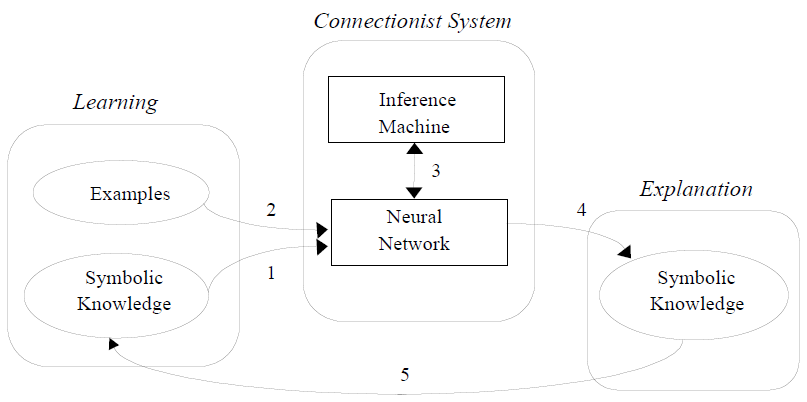 Connectionist System
Learning
Inference
Machine
3
Examples
2
Neural
Network
Explanation
4
Symbolic
Knowledge
1
Symbolic
Knowledge
5